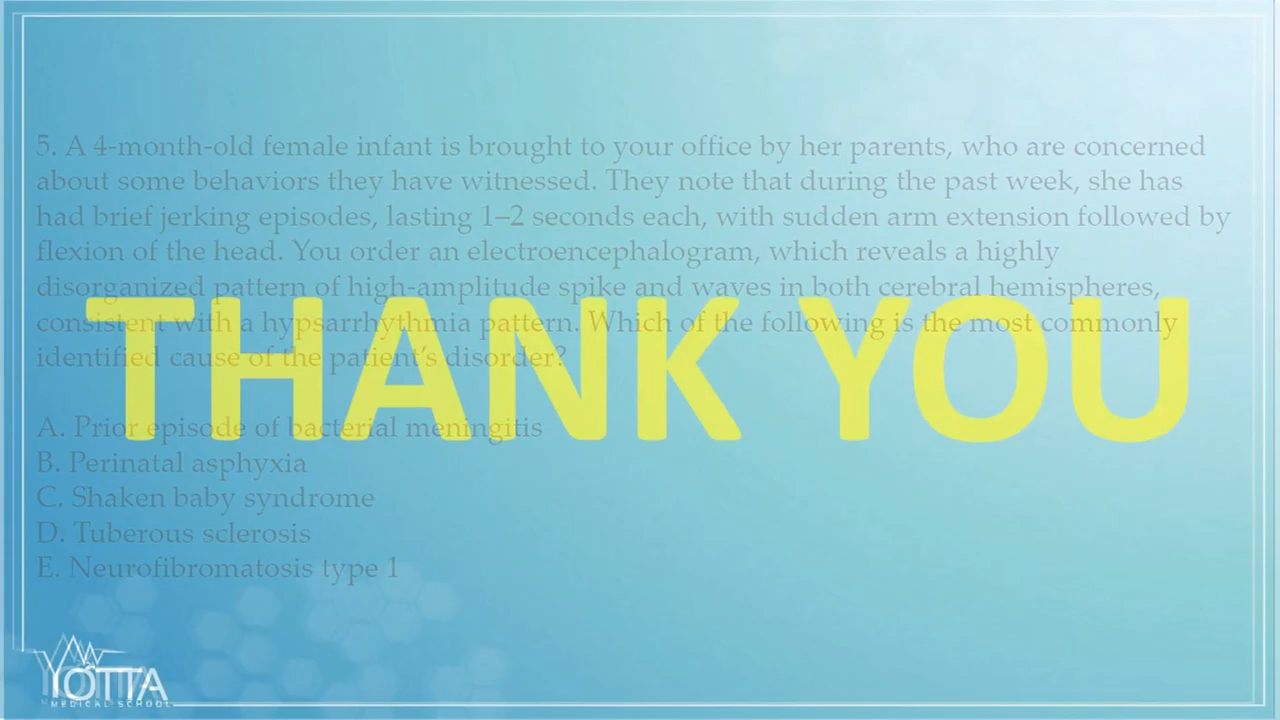 5. A 4-month-old female infant is brought to your office by her parents, who are concerned
about some behaviors they have witnessed. They note that during the past week, she has
had brief jerking episodes, lasting 1–2 seconds each, with sudden arm extension followed by
flexion of the head. You order an electroencephalogram, which reveals a highly
disorganized pattern of high-amplitude spike and waves in both cerebral hemispheres,
consistent with a hypsarrhythmia pattern. Which of the following is the most commonly
identified cause of the patient's disorder?
THANK YOU
A. Prior episode of bacterial meningitis
B. Perinatal asphyxia
C. Shaken baby syndrome
D. Tuberous sclerosis
E. Neurofibromatosis type 1
YOTTA
MEDICAL SCHOOL